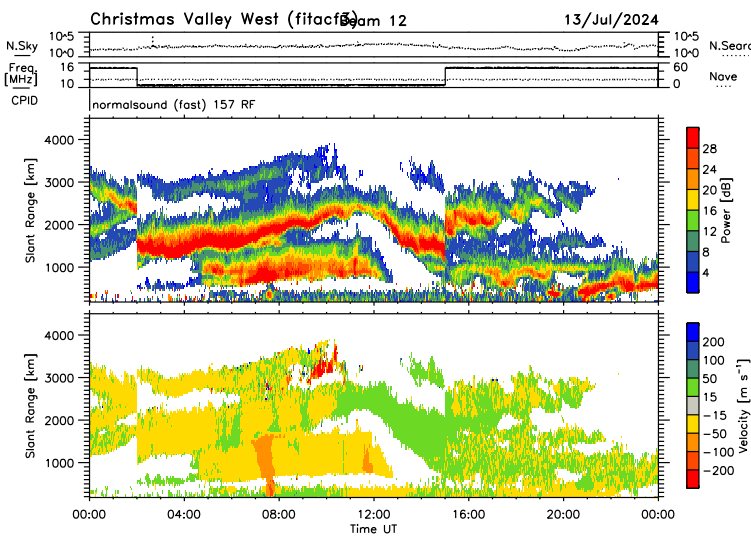 Christmas Valley West (fitacf3) Beam 12 13/Jul/2024
N.Sky 10^5 10^0 10^5 10^0 N.Searc
Freq [MHz] 16 10 60 0 Nave
CPID normalsound (fast) 157 RF
Slant Range [km]
4000
3000
2000
1000
28
24
20
16
12
8
4
Power [dB]
Slant Range [km]
4000
3000
2000
1000
200
100
50
15
-15
-50
-100
-200
Velocity [m s⁻¹]
00:00 04:00 08:00 12:00 16:00 20:00 00:00
Time UT